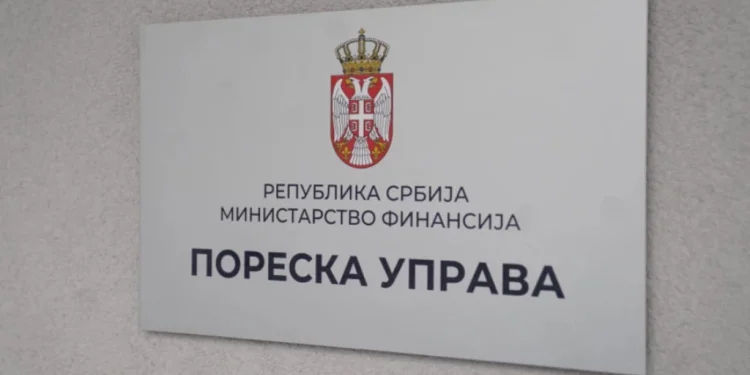 РЕПУБЛИКА СРБИЈА
МИНИСТАРСТВО ФИНАНСИЈА
ПОРЕСКА УПРАВА